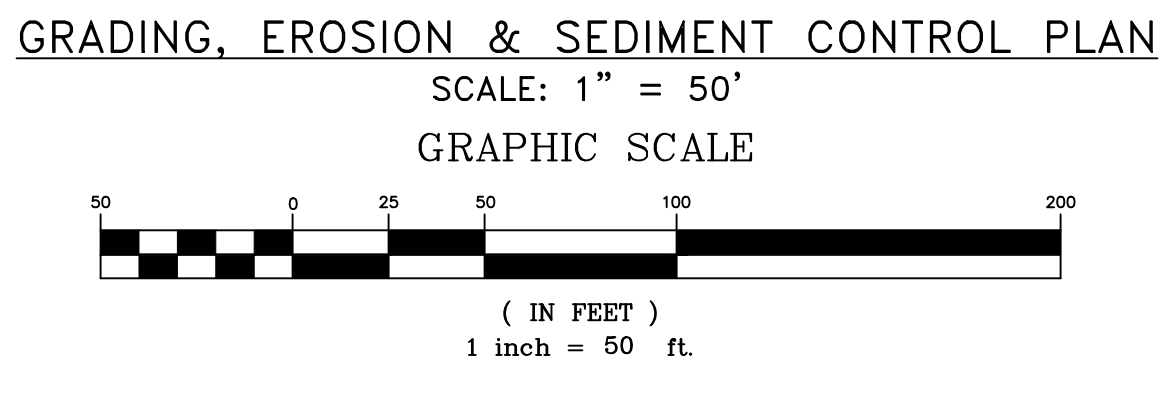 GRADING, EROSION & SEDIMENT CONTROL PLAN
SCALE: 1” = 50’
GRAPHIC SCALE
50 0 25 50 100 200
( IN FEET )
1 inch = 50 ft.